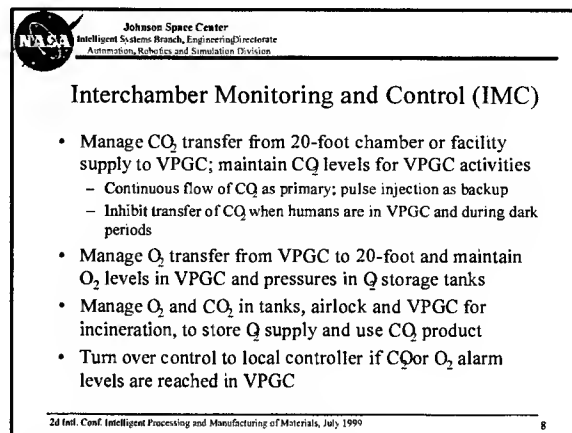 NASA
Johnson Space Center
Intelligent Systems Branch, EngineeringDirectorate
Automation, Robotics and Simulation Division
Interchamber Monitoring and Control (IMC)
• Manage CO₂ transfer from 20-foot chamber or facility
supply to VPGC; maintain CO₂ levels for VPGC activities
– Continuous flow of CO₂ as primary; pulse injection as backup
– Inhibit transfer of CO₂ when humans are in VPGC and during dark
periods
• Manage O₂ transfer from VPGC to 20-foot and maintain
O₂ levels in VPGC and pressures in O₂ storage tanks
• Manage O₂ and CO₂ in tanks, airlock and VPGC for
incineration, to store O₂ supply and use CO₂ product
• Turn over control to local controller if CO₂or O₂ alarm
levels are reached in VPGC
2d Intl. Conf. Intelligent Processing and Manufacturing of Materials, July 1999
8